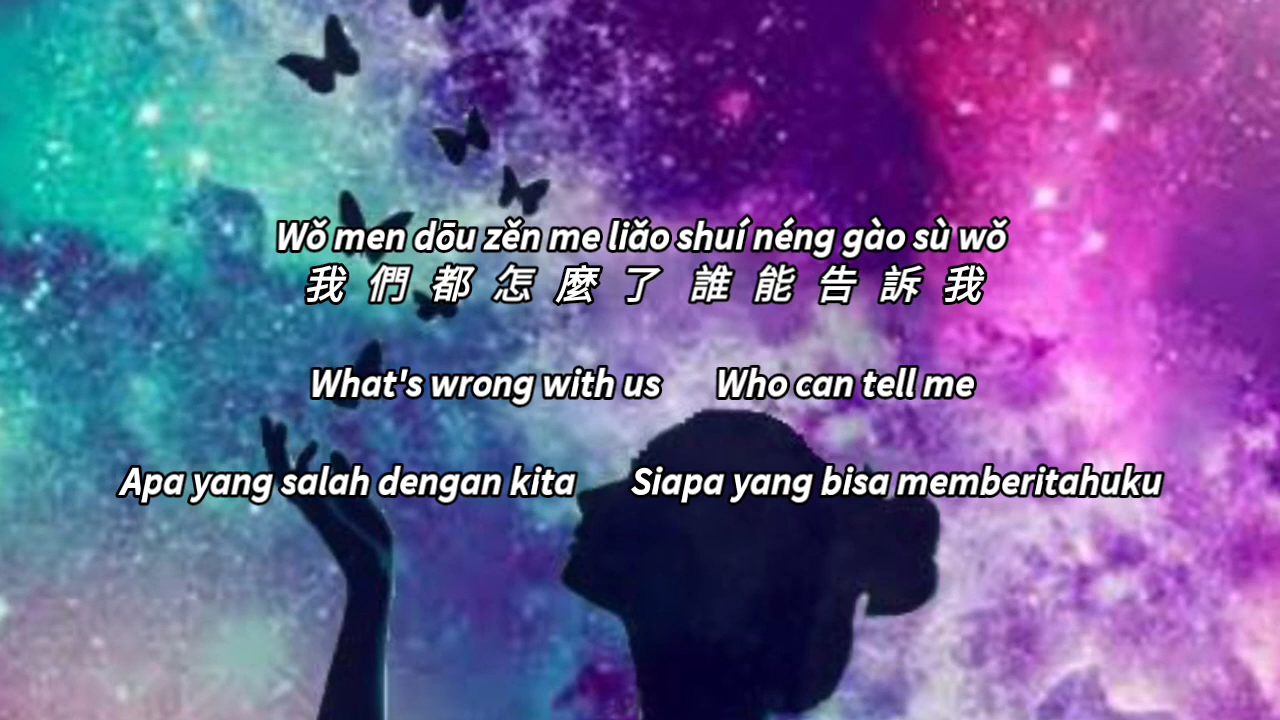 Wǒ men dōu zěn me liǎo shuí néng gào sù wǒ
我 們 都 怎 麼 了 誰 能 告 訴 我
What's wrong with us Who can tell me
Apa yang salah dengan kita Siapa yang bisa memberitahuku